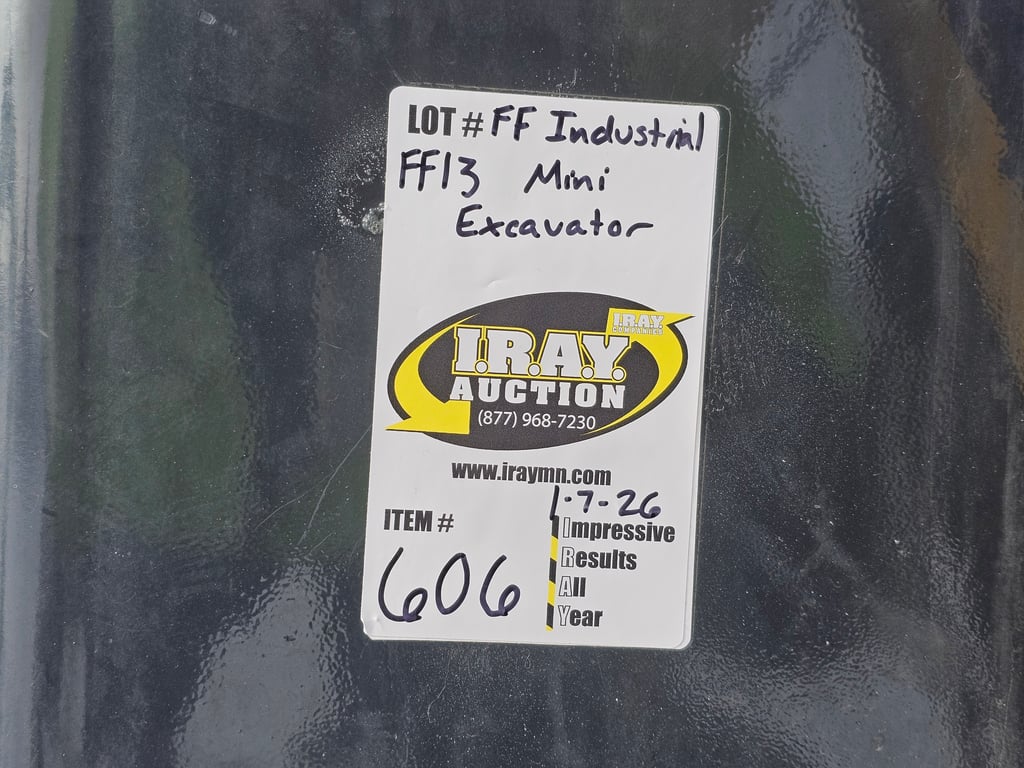 LOT # FF Industrial
FF13 Mini
Excavator
I.R.A.Y.
COMPANIES
I.R.A.Y.
AUCTION
(877) 968-7230
www.iraymn.com
1-7-26
ITEM #
606
Impressive
Results
All
Year